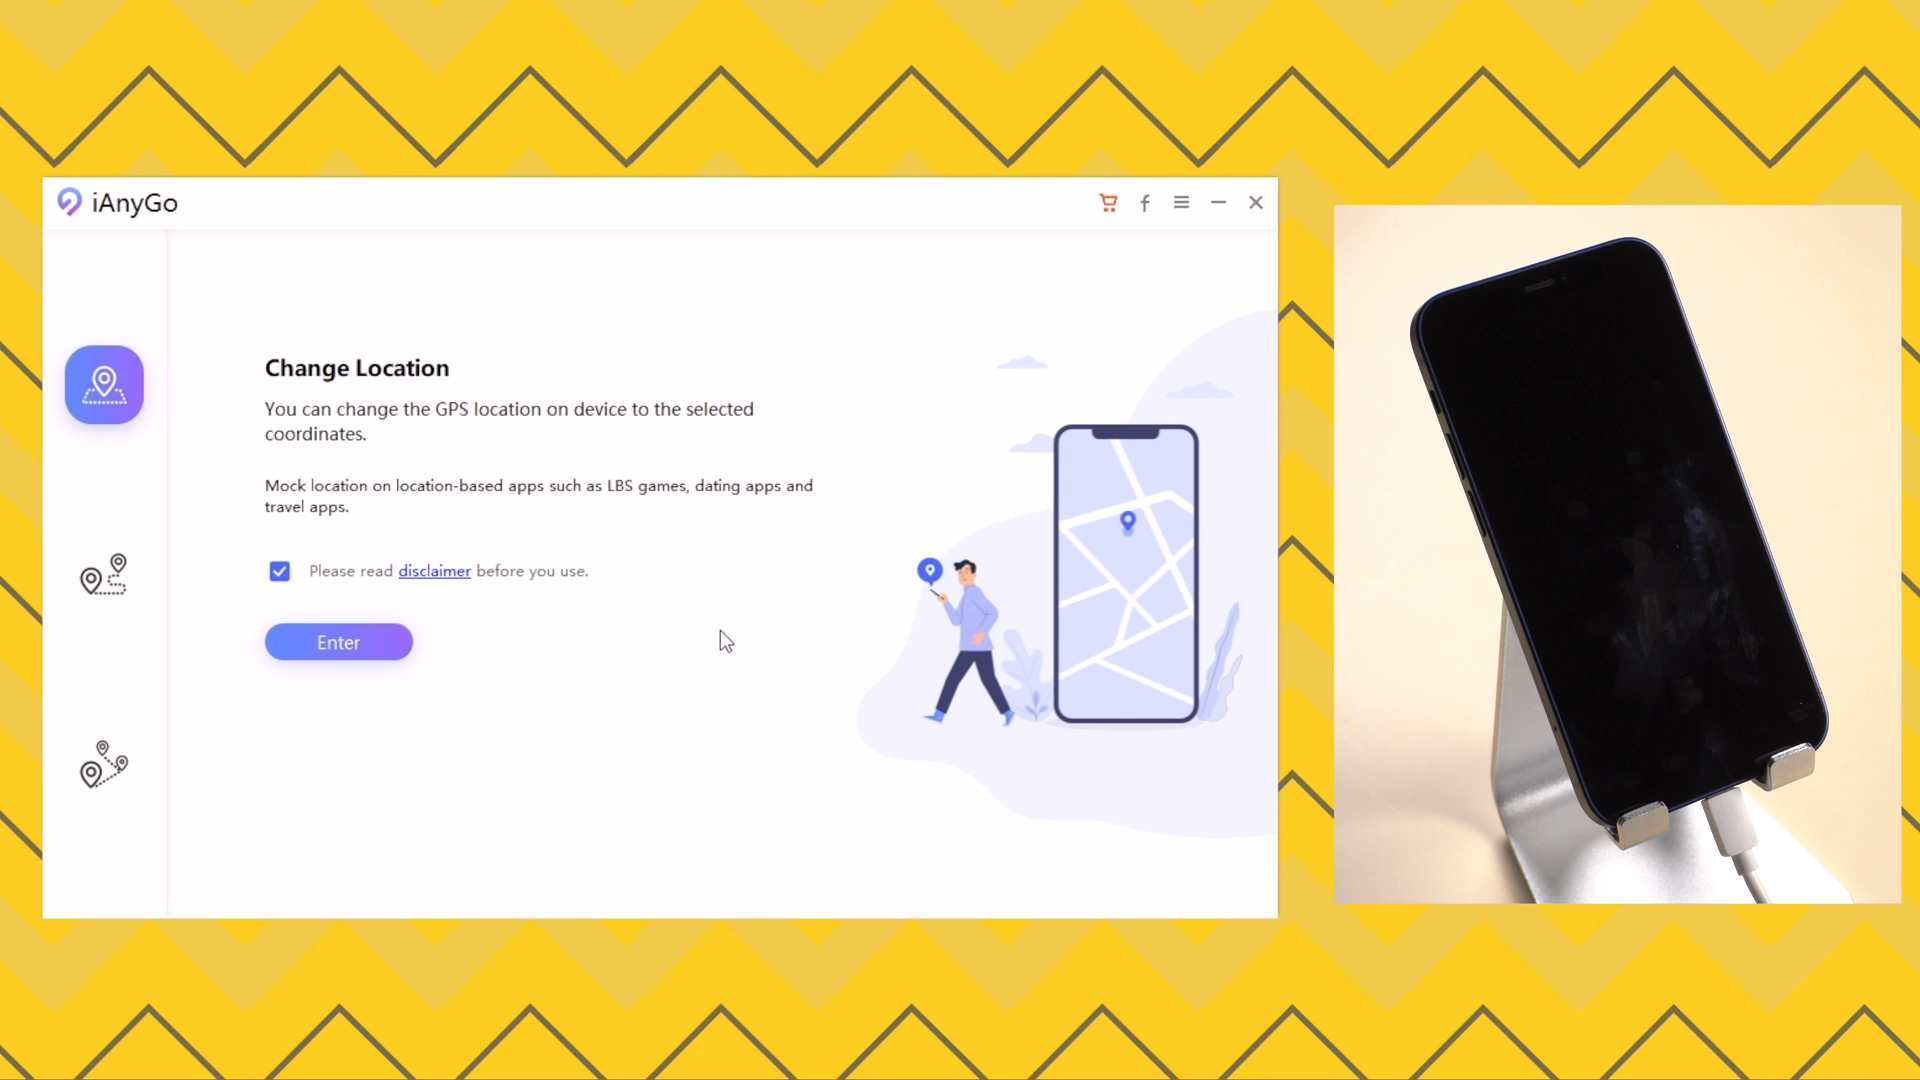 iAnyGo
Change Location
You can change the GPS location on device to the selected
coordinates.
Mock location on location-based apps such as LBS games, dating apps and
travel apps.
Please read disclaimer before you use.
Enter